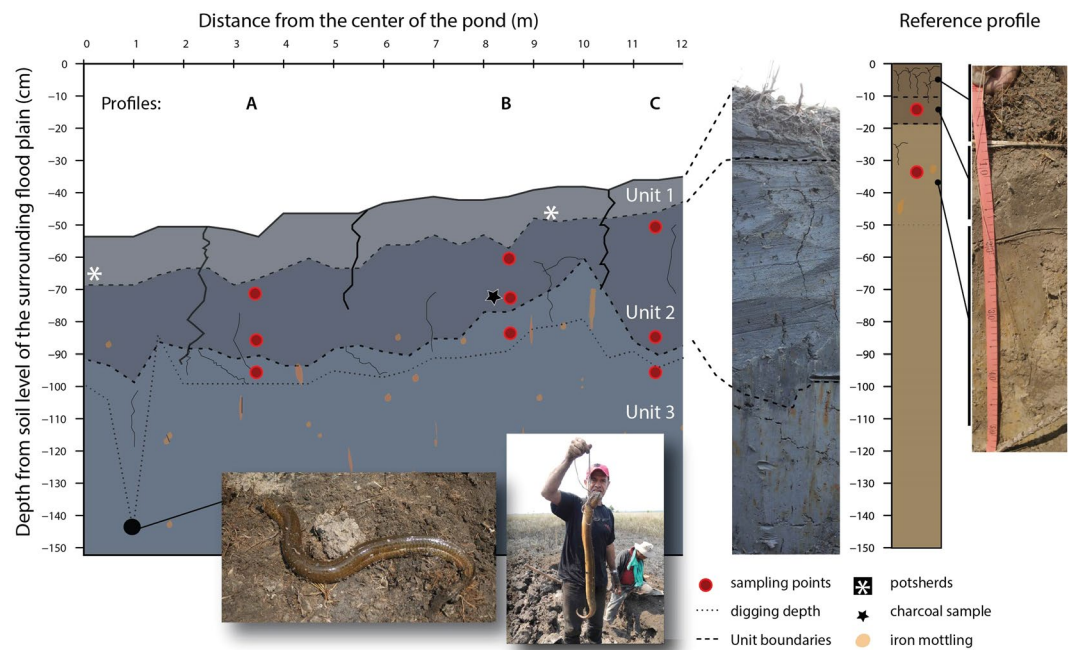 Distance from the center of the pond (m)
Reference profile
0 1 2 3 4 5 6 7 8 9 10 11 12
Depth from soil level of the surrounding flood plain (cm)
0
−10
−20
−30
−40
−50
−60
−70
−80
−90
−100
−110
−120
−130
−140
−150
Profiles: A B C
Unit 1
Unit 2
Unit 3
0
−10
−20
−30
−40
−50
−60
−70
−80
−90
−100
−110
−120
−130
−140
−150
sampling points
digging depth
Unit boundaries
potsherds
charcoal sample
iron mottling